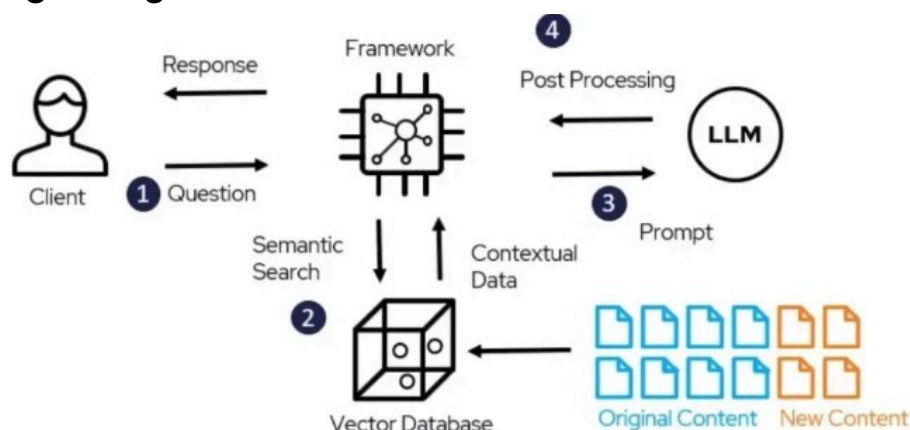 4
Framework
Response
Post Processing
LLM
Client
1 Question
3
Prompt
Semantic
Search
Contextual
Data
2
Vector Database
Original Content
New Content